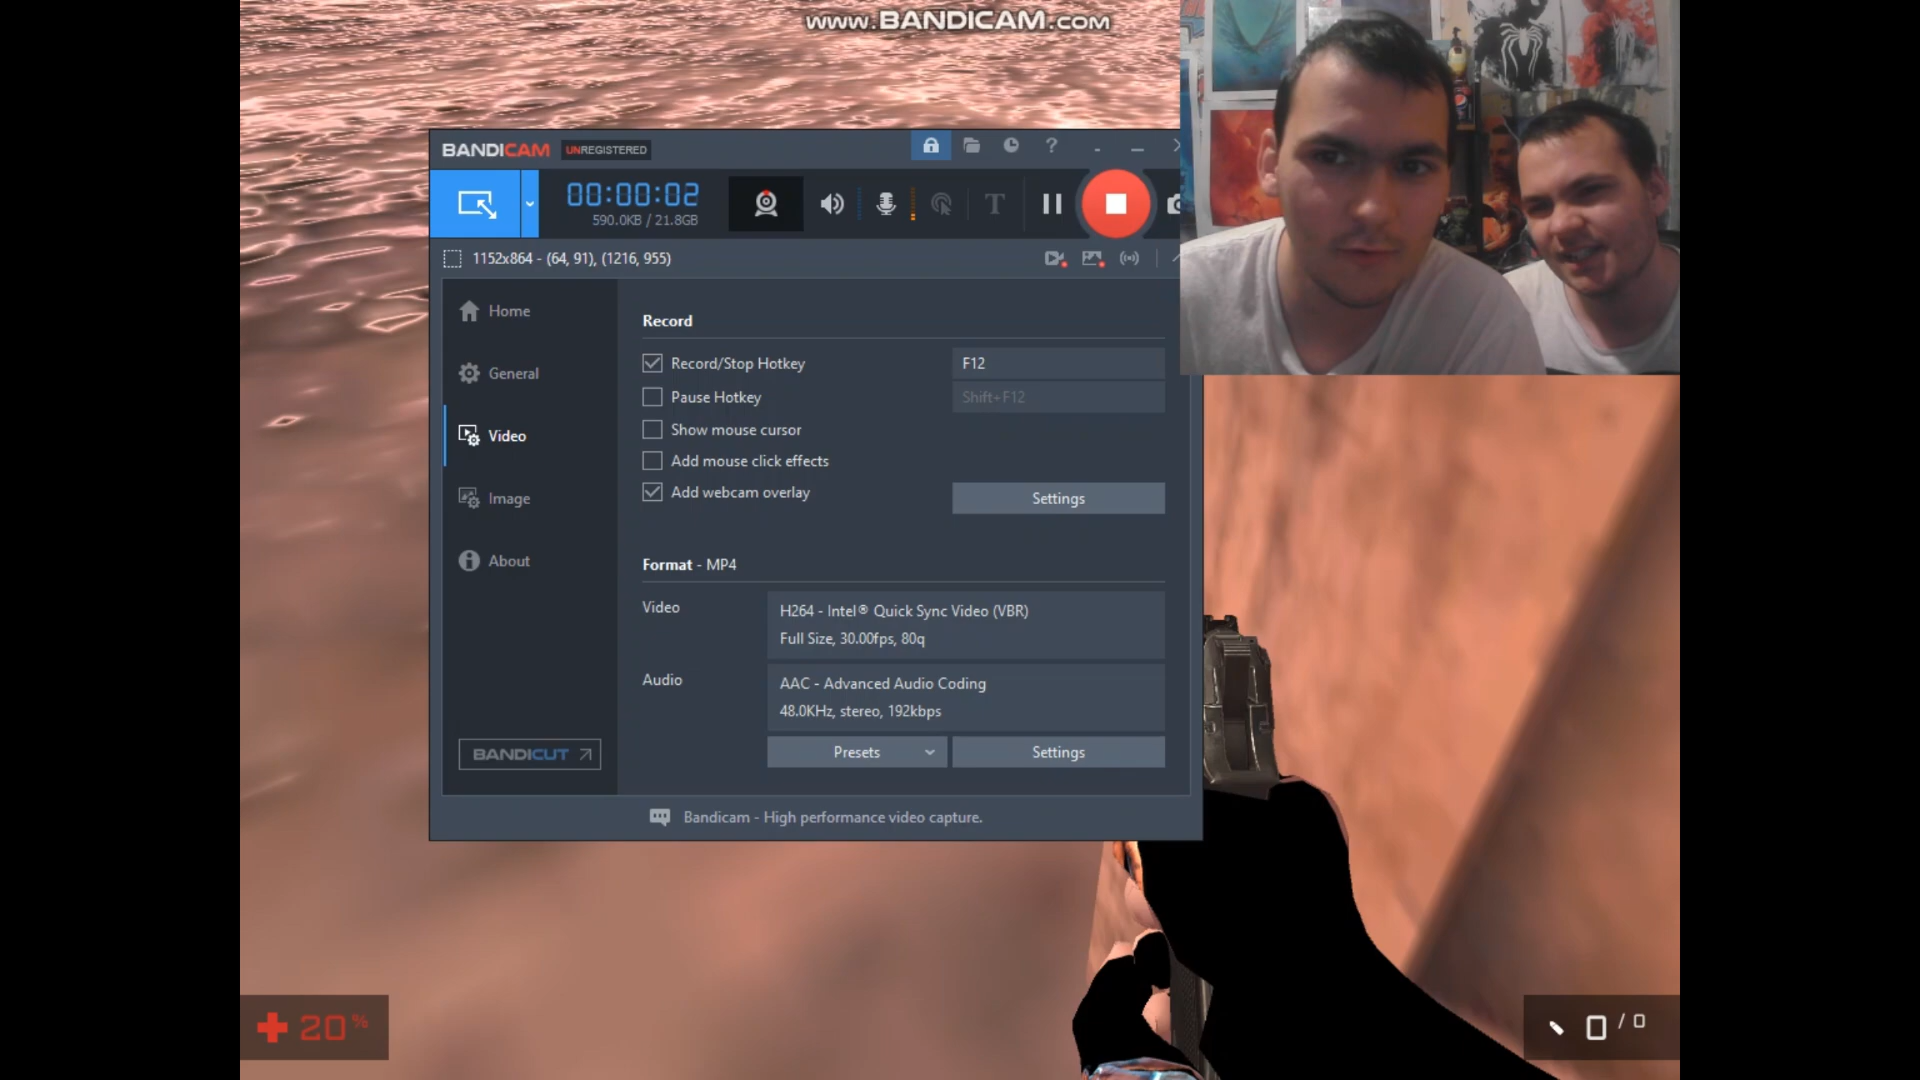 www.BANDICAM.COM
BANDICAM UNREGISTERED
?
00:00:02
590.0KB / 21.8GB
T
1152x864 - (64, 91), (1216, 955)
Home
General
Video
Image
About
BANDICUT
Record
Record/Stop Hotkey F12
Pause Hotkey Shift+F12
Show mouse cursor
Add mouse click effects
Add webcam overlay Settings
Format - MP4
Video H264 - Intel® Quick Sync Video (VBR)
Full Size, 30.00fps, 80q
Audio AAC - Advanced Audio Coding
48.0KHz, stereo, 192kbps
Presets Settings
Bandicam - High performance video capture.
20%
0 / 0